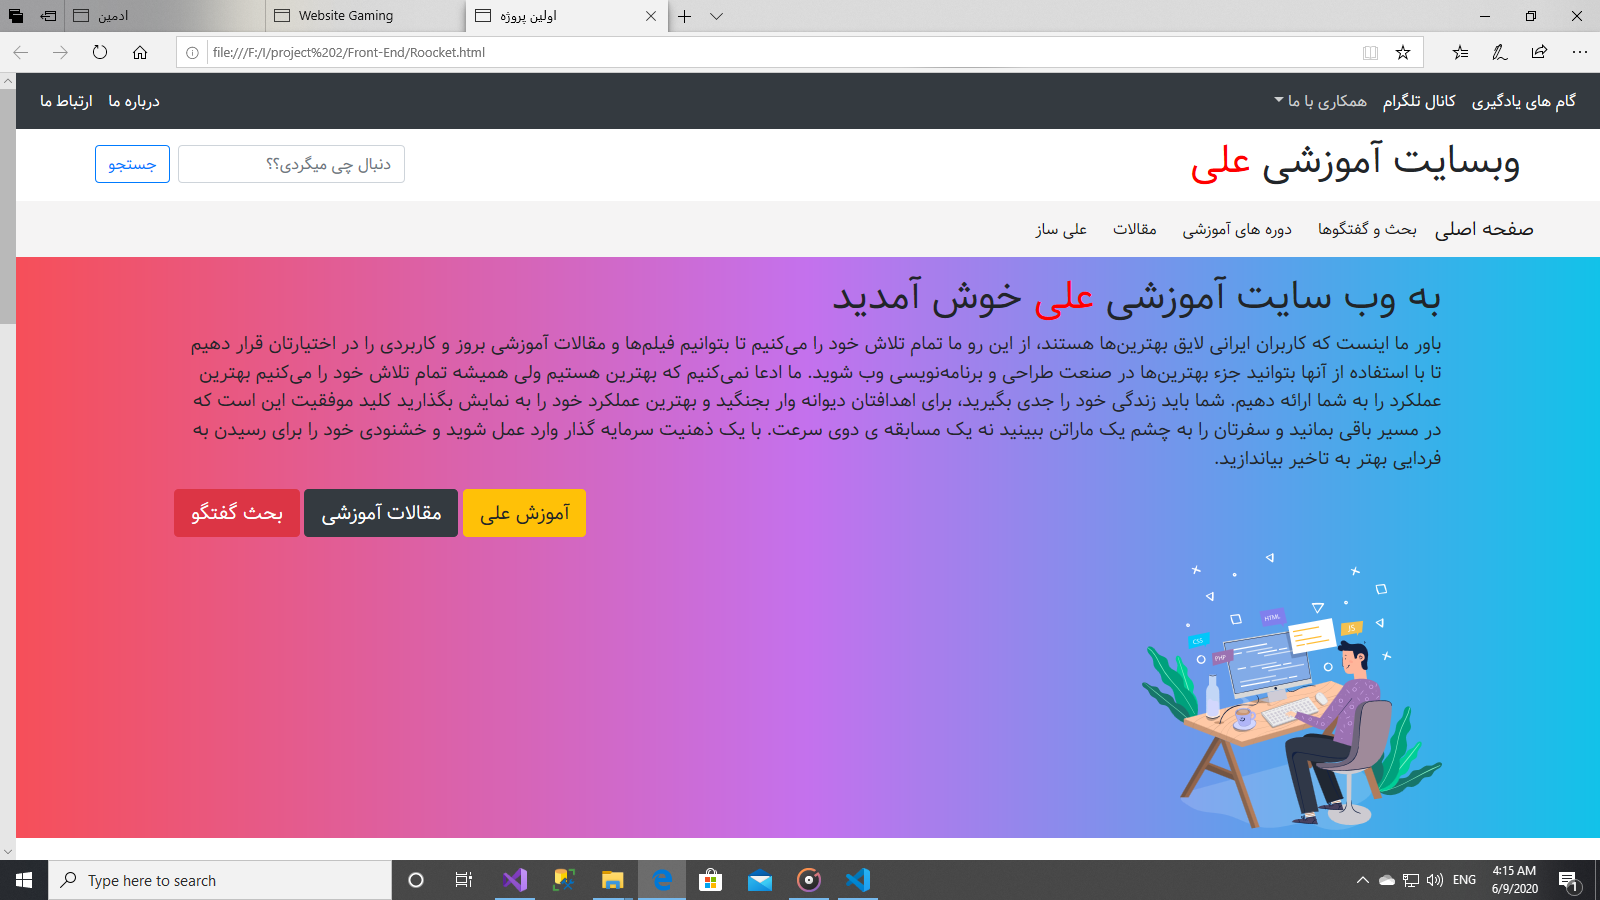 ادمین
Website Gaming
اولین پروژه
file:///F:/I/project%202/Front-End/Roocket.html
گام های یادگیری
کانال تلگرام
همکاری با ما
درباره ما
ارتباط ما
وبسایت آموزشی علی
دنبال چی میگردی؟؟
جستجو
صفحه اصلی
بحث و گفتگوها
دوره های آموزشی
مقالات
علی ساز
به وب سایت آموزشی علی خوش آمدید
باور ما اینست که کاربران ایرانی لایق بهترین‌ها هستند، از این رو ما تمام تلاش خود را می‌کنیم تا بتوانیم فیلم‌ها و مقالات آموزشی بروز و کاربردی را در اختیارتان قرار دهیم
تا با استفاده از آنها بتوانید جزء بهترین‌ها در صنعت طراحی و برنامه‌نویسی وب شوید. ما ادعا نمی‌کنیم که بهترین هستیم ولی همیشه تمام تلاش خود را می‌کنیم بهترین
عملکرد را به شما ارائه دهیم. شما باید زندگی خود را جدی بگیرید، برای اهدافتان دیوانه وار بجنگید و بهترین عملکرد خود را به نمایش بگذارید کلید موفقیت این است که
در مسیر باقی بمانید و سفرتان را به چشم یک ماراتن ببینید نه یک مسابقه ی دوی سرعت. با یک ذهنیت سرمایه گذار وارد عمل شوید و خشنودی خود را برای رسیدن به
فردایی بهتر به تاخیر بیاندازید.
آموزش علی
مقالات آموزشی
بحث گفتگو
HTML
CSS
JS
PHP
Type here to search
ENG
4:15 AM
6/9/2020
1